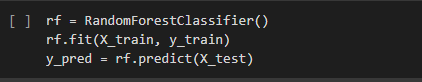 [ ] rf = RandomForestClassifier()
rf.fit(X_train, y_train)
y_pred = rf.predict(X_test)